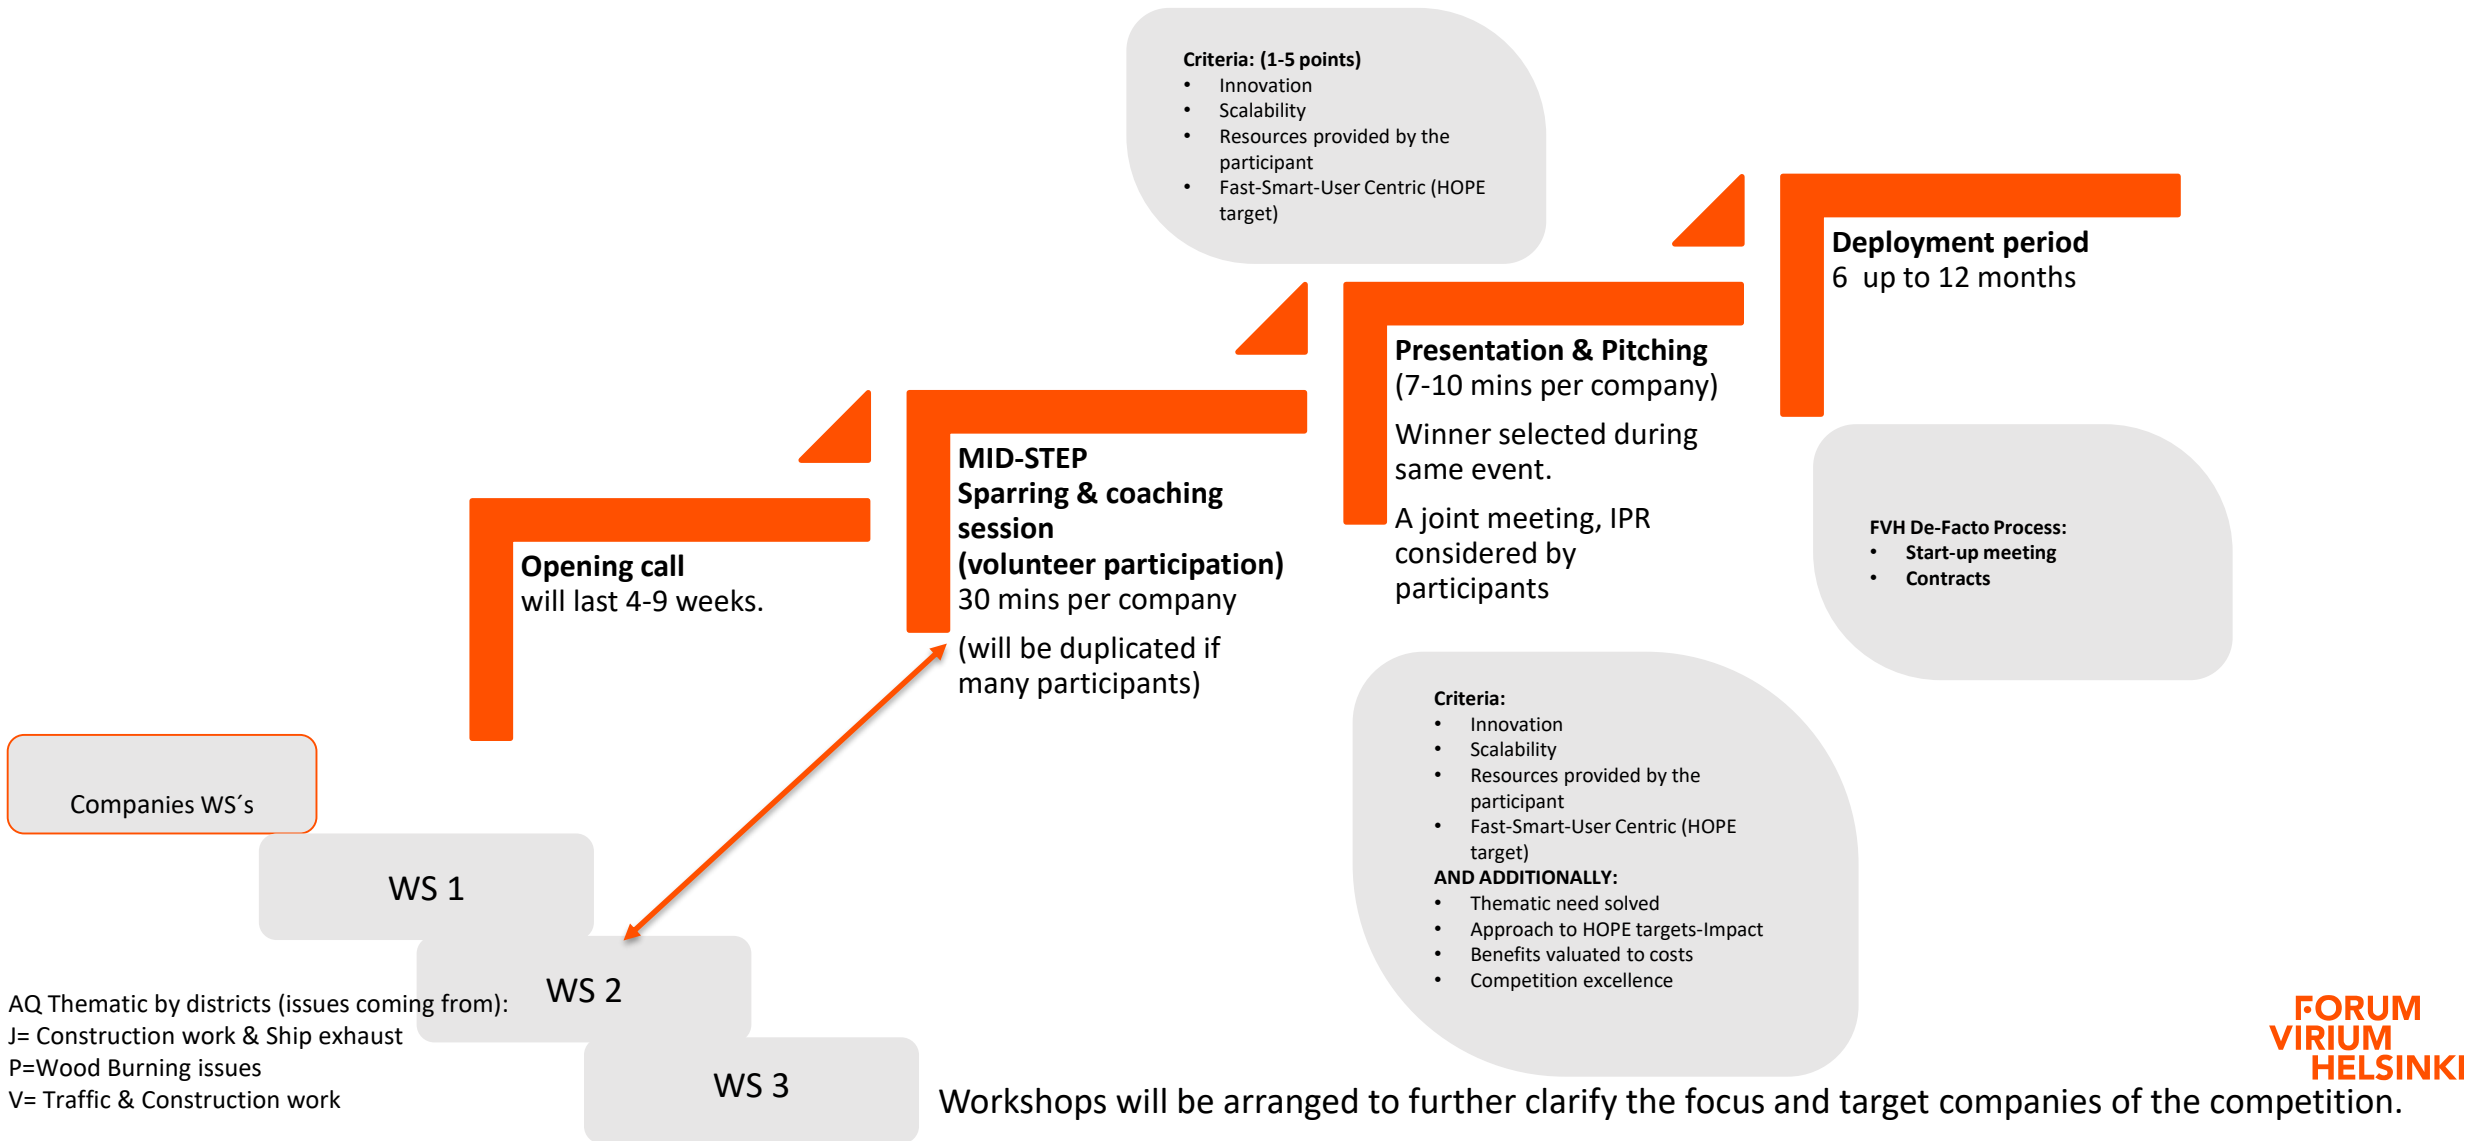 Criteria: (1-5 points)
• Innovation
• Scalability
• Resources provided by the
participant
• Fast-Smart-User Centric (HOPE
target)
Deployment period
6  up to 12 months
Presentation & Pitching
(7-10 mins per company)
Winner selected during
same event.
A joint meeting, IPR
considered by
participants
MID-STEP
Sparring & coaching
session
(volunteer participation)
30 mins per company
(will be duplicated if
many participants)
Opening call
will last 4-9 weeks.
FVH De-Facto Process:
• Start-up meeting
• Contracts
Criteria:
• Innovation
• Scalability
• Resources provided by the
participant
• Fast-Smart-User Centric (HOPE
target)
AND ADDITIONALLY:
• Thematic need solved
• Approach to HOPE targets-Impact
• Benefits valuated to costs
• Competition excellence
Companies WS´s
WS 1
WS 2
WS 3
AQ Thematic by districts (issues coming from):
J= Construction work & Ship exhaust
P=Wood Burning issues
V= Traffic & Construction work
Workshops will be arranged to further clarify the focus and target companies of the competition.
FORUM
VIRIUM
HELSINKI